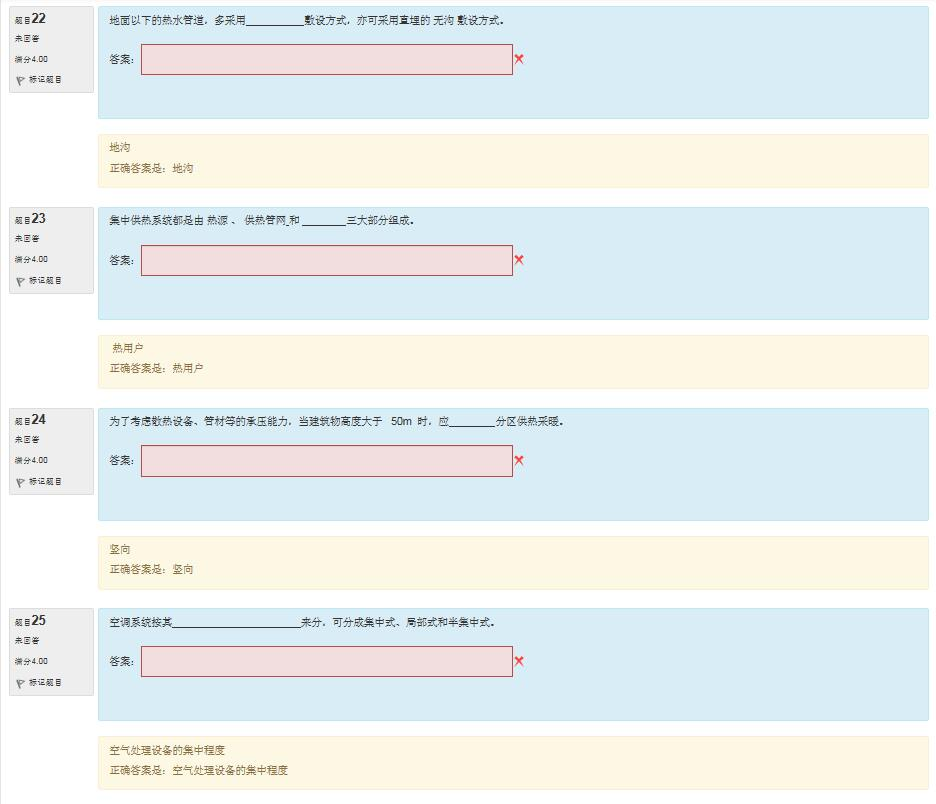 题目22
未回答
满分4.00
标记题目
地面以下的热水管道，多采用___________敷设方式，亦可采用直埋的 无沟 敷设方式。
答案：
地沟
正确答案是：地沟
题目23
未回答
满分4.00
标记题目
集中供热系统都是由 热源 、 供热管网 和 ________三大部分组成。
答案：
热用户
正确答案是：热用户
题目24
未回答
满分4.00
标记题目
为了考虑散热设备、管材等的承压能力，当建筑物高度大于 50m 时，应________分区供热采暖。
答案：
竖向
正确答案是：竖向
题目25
未回答
满分4.00
标记题目
空调系统按其________________________来分，可分成集中式、局部式和半集中式。
答案：
空气处理设备的集中程度
正确答案是：空气处理设备的集中程度